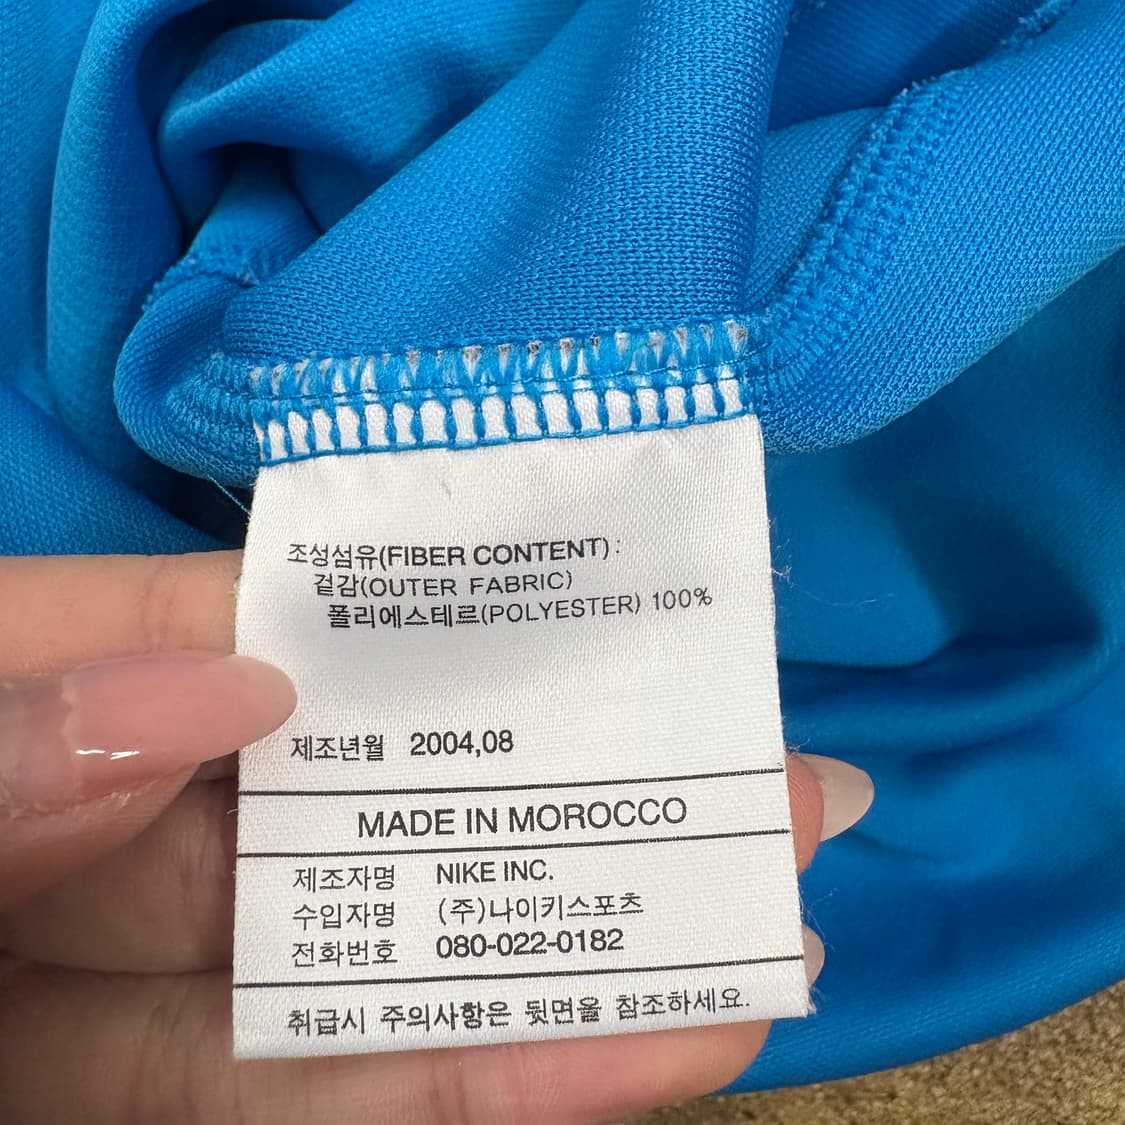 조성섬유(FIBER CONTENT):
겉감(OUTER FABRIC)
폴리에스테르(POLYESTER) 100%
제조년월 2004,08
MADE IN MOROCCO
제조자명 NIKE INC.
수입자명 (주)나이키스포츠
전화번호 080-022-0182
취급시 주의사항은 뒷면을 참조하세요.